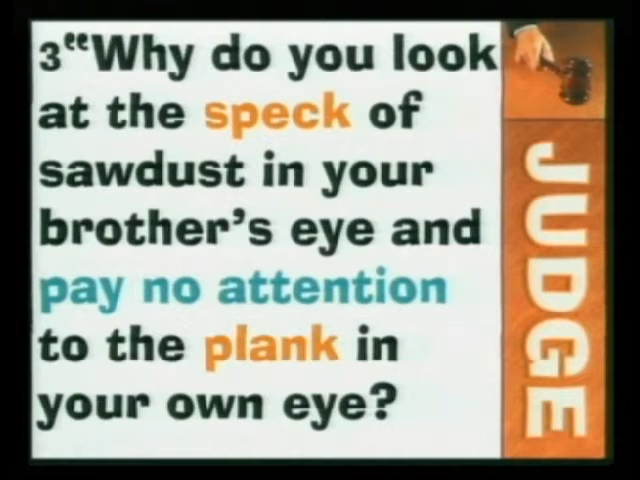 3“Why do you look
at the speck of
sawdust in your
brother’s eye and
pay no attention
to the plank in
your own eye?
JUDGE